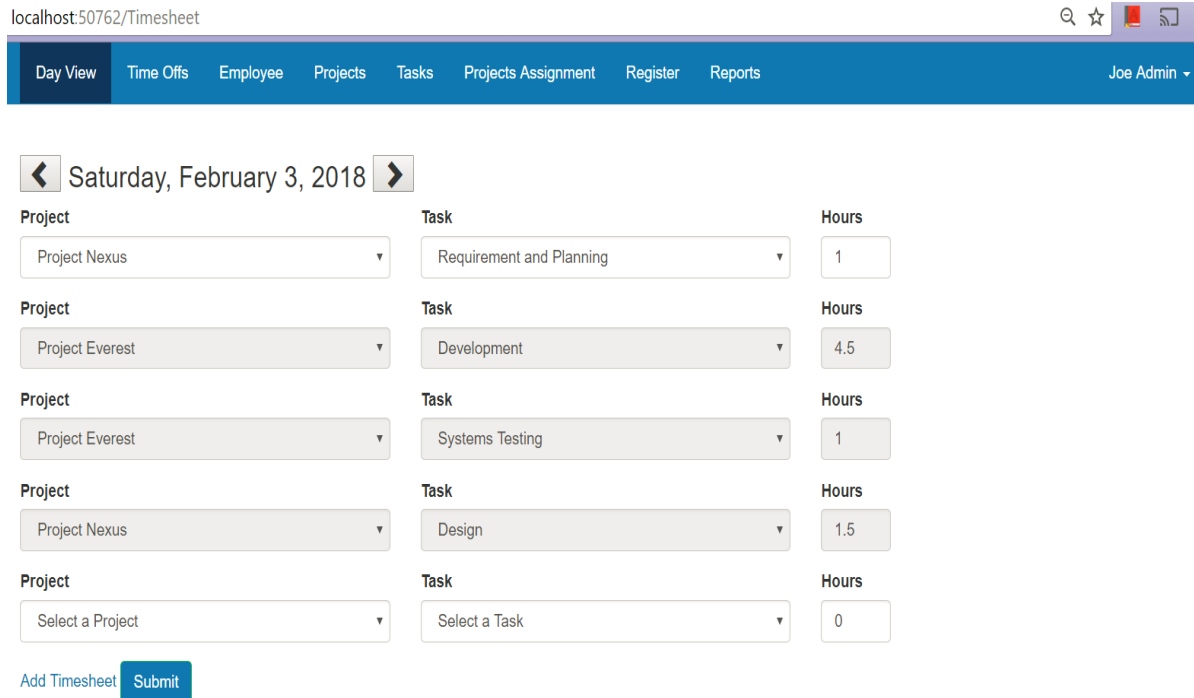 localhost:50762/Timesheet
Day View Time Offs Employee Projects Tasks Projects Assignment Register Reports Joe Admin
Saturday, February 3, 2018
Project Task Hours
Project Nexus Requirement and Planning 1
Project Task Hours
Project Everest Development 4.5
Project Task Hours
Project Everest Systems Testing 1
Project Task Hours
Project Nexus Design 1.5
Project Task Hours
Select a Project Select a Task 0
Add Timesheet Submit